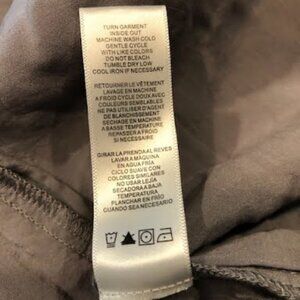 TURN GARMENT
INSIDE OUT
MACHINE WASH COLD
GENTLE CYCLE
WITH LIKE COLORS
DO NOT BLEACH
TUMBLE DRY LOW
COOL IRON IF NECESSARY
RETOURNER LE VÊTEMENT
LAVAGE EN MACHINE
A FROID CYCLE DOUX AVEC
COULEURS SEMBLABLES
NE PAS UTILISER D'AGENT
DE BLANCHISSEMENT
SECHAGE EN MACHINE
A BASSE TEMPERATURE
REPASSER A FROID
SI NECESSAIRE
GIRAR LA PRENDA AL REVES
LAVAR A MAQUINA
EN AGUA FRÍA
CICLO SUAVE CON
COLORES SIMILARES
NO USAR LEJÍA
SECADORA A BAJA
TEMPERATURA
PLANCHAR EN FRÍO
CUANDO SEA NECESARIO